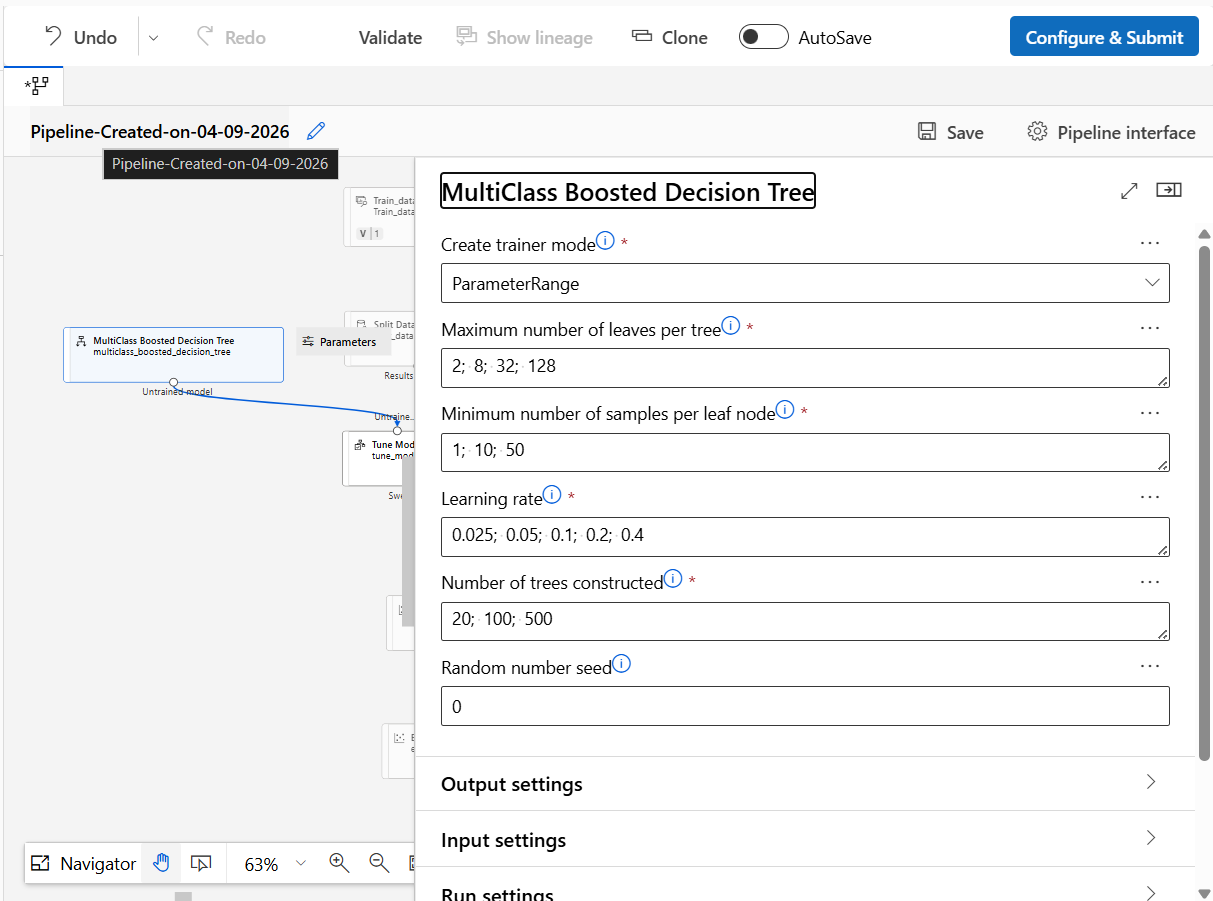 Undo
Redo
Validate
Show lineage
Clone
AutoSave
Configure & Submit
Pipeline-Created-on-04-09-2026
Save
Pipeline interface
Pipeline-Created-on-04-09-2026
Train_data
Train_data
V 1
Split Data
_data
Results
MultiClass Boosted Decision Tree
multiclass_boosted_decision_tree
Parameters
Untrained model
Untraine...
Tune Mod
tune_mod
Swe
Navigator
63%
MultiClass Boosted Decision Tree
Create trainer mode *
ParameterRange
Maximum number of leaves per tree *
2; 8; 32; 128
Minimum number of samples per leaf node *
1; 10; 50
Learning rate *
0.025; 0.05; 0.1; 0.2; 0.4
Number of trees constructed *
20; 100; 500
Random number seed
0
Output settings
Input settings
Run settings